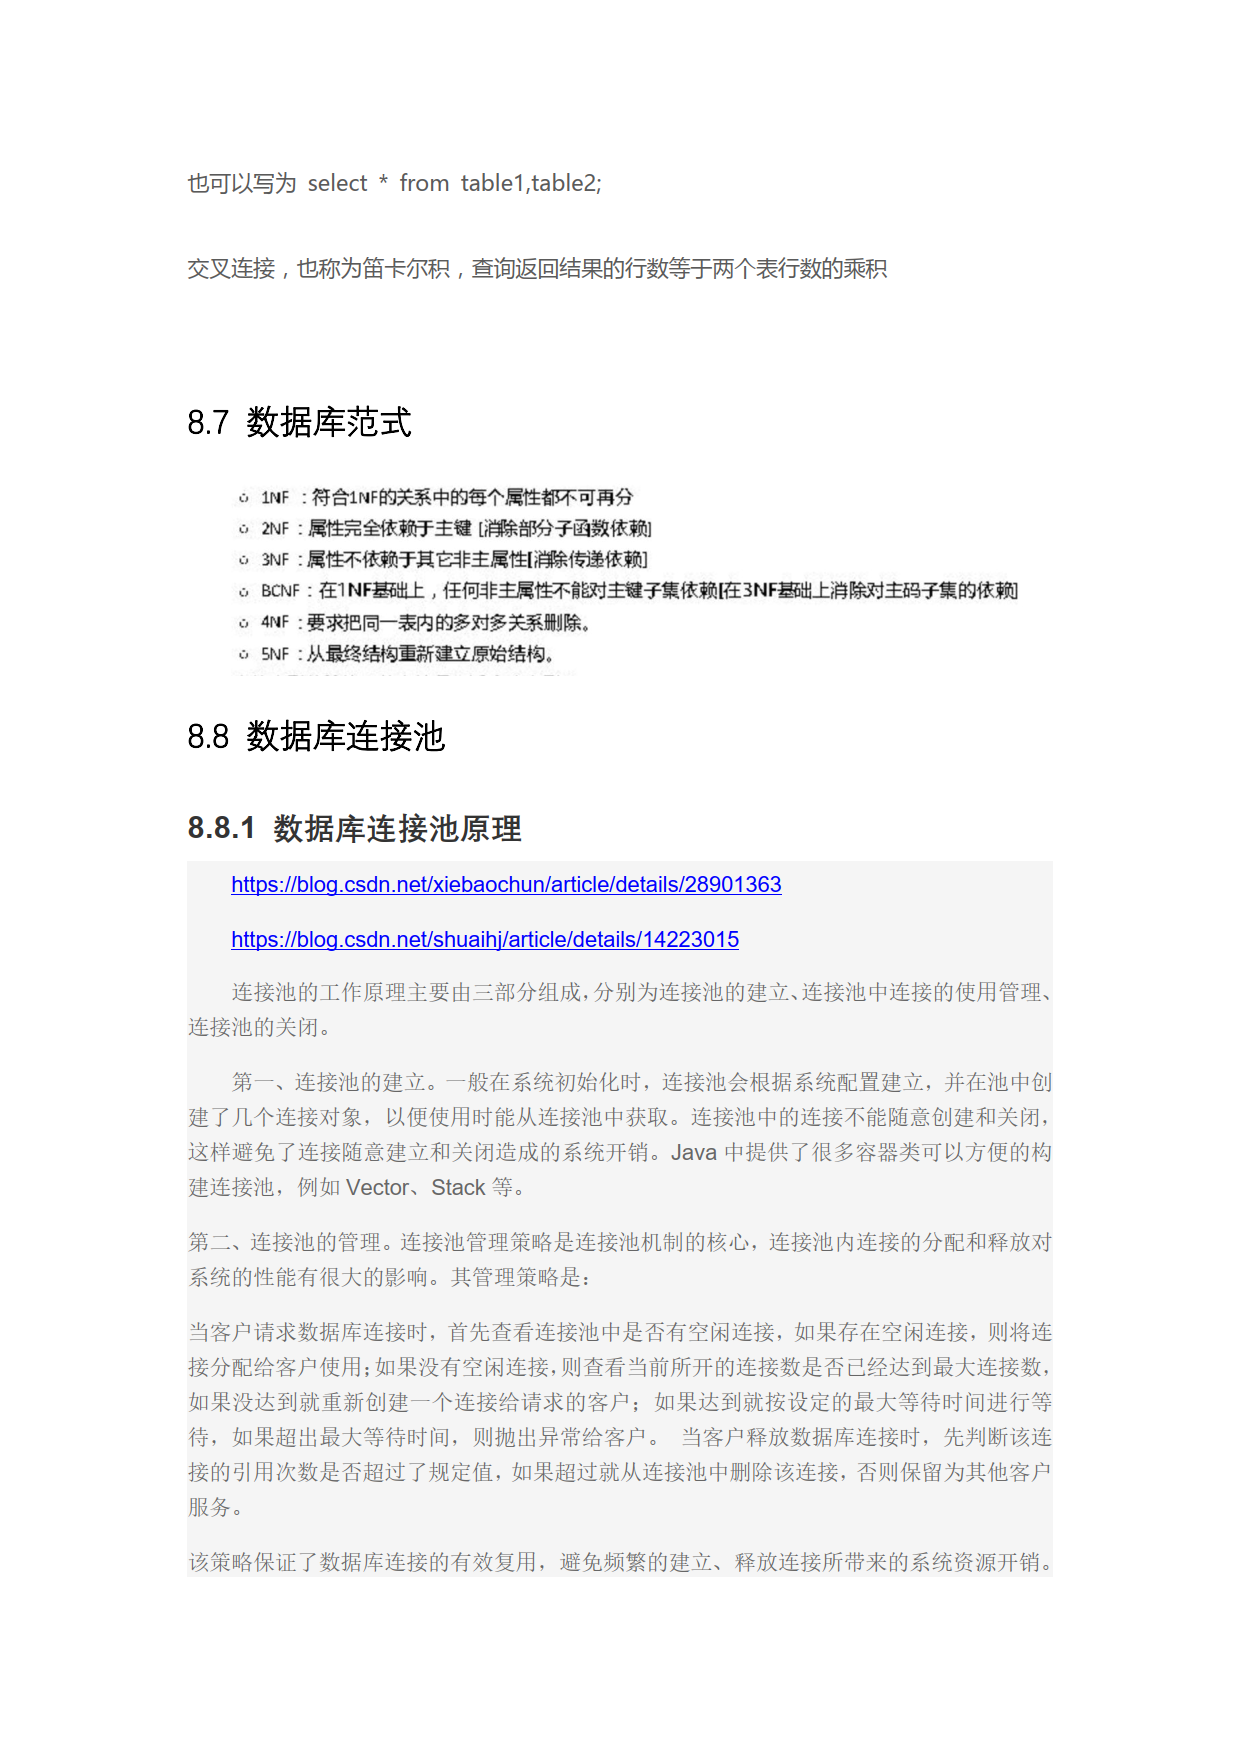 也可以写为 select * from table1,table2;
交叉连接，也称为笛卡尔积，查询返回结果的行数等于两个表行数的乘积
8.7 数据库范式
1NF ：符合1NF的关系中的每个属性都不可再分
2NF ：属性完全依赖于主键 [消除部分子函数依赖]
3NF ：属性不依赖于其它非主属性[消除传递依赖]
BCNF：在1NF基础上，任何非主属性不能对主键子集依赖[在3NF基础上消除对主码子集的依赖]
4NF ：要求把同一表内的多对多关系删除。
5NF ：从最终结构重新建立原始结构。
8.8 数据库连接池
8.8.1 数据库连接池原理
https://blog.csdn.net/xiebaochun/article/details/28901363
https://blog.csdn.net/shuaihj/article/details/14223015
连接池的工作原理主要由三部分组成，分别为连接池的建立、连接池中连接的使用管理、
连接池的关闭。
第一、连接池的建立。一般在系统初始化时，连接池会根据系统配置建立，并在池中创
建了几个连接对象，以便使用时能从连接池中获取。连接池中的连接不能随意创建和关闭，
这样避免了连接随意建立和关闭造成的系统开销。Java 中提供了很多容器类可以方便的构
建连接池，例如 Vector、Stack 等。
第二、连接池的管理。连接池管理策略是连接池机制的核心，连接池内连接的分配和释放对
系统的性能有很大的影响。其管理策略是：
当客户请求数据库连接时，首先查看连接池中是否有空闲连接，如果存在空闲连接，则将连
接分配给客户使用；如果没有空闲连接，则查看当前所开的连接数是否已经达到最大连接数，
如果没达到就重新创建一个连接给请求的客户；如果达到就按设定的最大等待时间进行等
待，如果超出最大等待时间，则抛出异常给客户。 当客户释放数据库连接时，先判断该连
接的引用次数是否超过了规定值，如果超过就从连接池中删除该连接，否则保留为其他客户
服务。
该策略保证了数据库连接的有效复用，避免频繁的建立、释放连接所带来的系统资源开销。